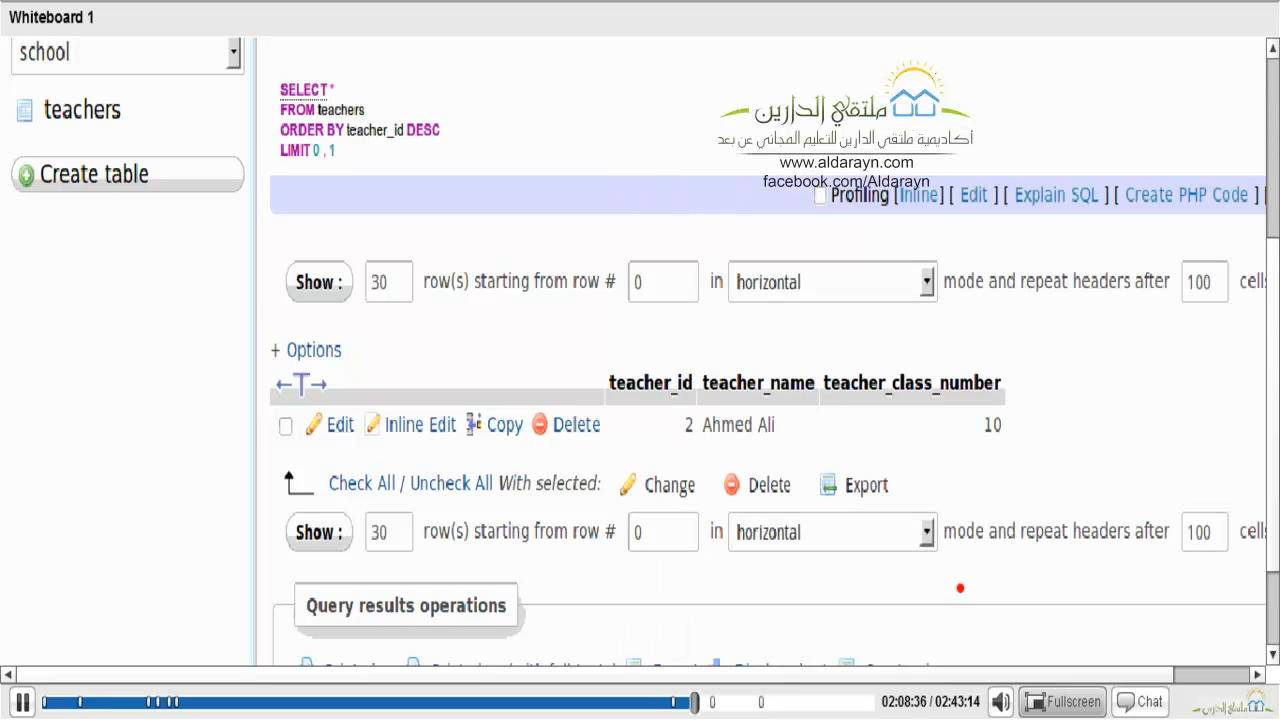 Whiteboard 1
school
teachers
Create table
SELECT *
FROM teachers
ORDER BY teacher_id DESC
LIMIT 0 , 1
ملتقي الدارين
أكاديمية ملتقي الدارين للتعليم المجاني عن بعد
www.aldarayn.com
facebook.com/Aldarayn
Profiling [Inline] [ Edit ] [ Explain SQL ] [ Create PHP Code ] [
Show : 30 row(s) starting from row # 0 in horizontal mode and repeat headers after 100 cells
+ Options
←T→ teacher_id teacher_name teacher_class_number
Edit Inline Edit Copy Delete 2 Ahmed Ali 10
Check All / Uncheck All With selected: Change Delete Export
Show : 30 row(s) starting from row # 0 in horizontal mode and repeat headers after 100 cells
Query results operations
02:08:36 / 02:43:14 Fullscreen Chat ملتقي الدارين